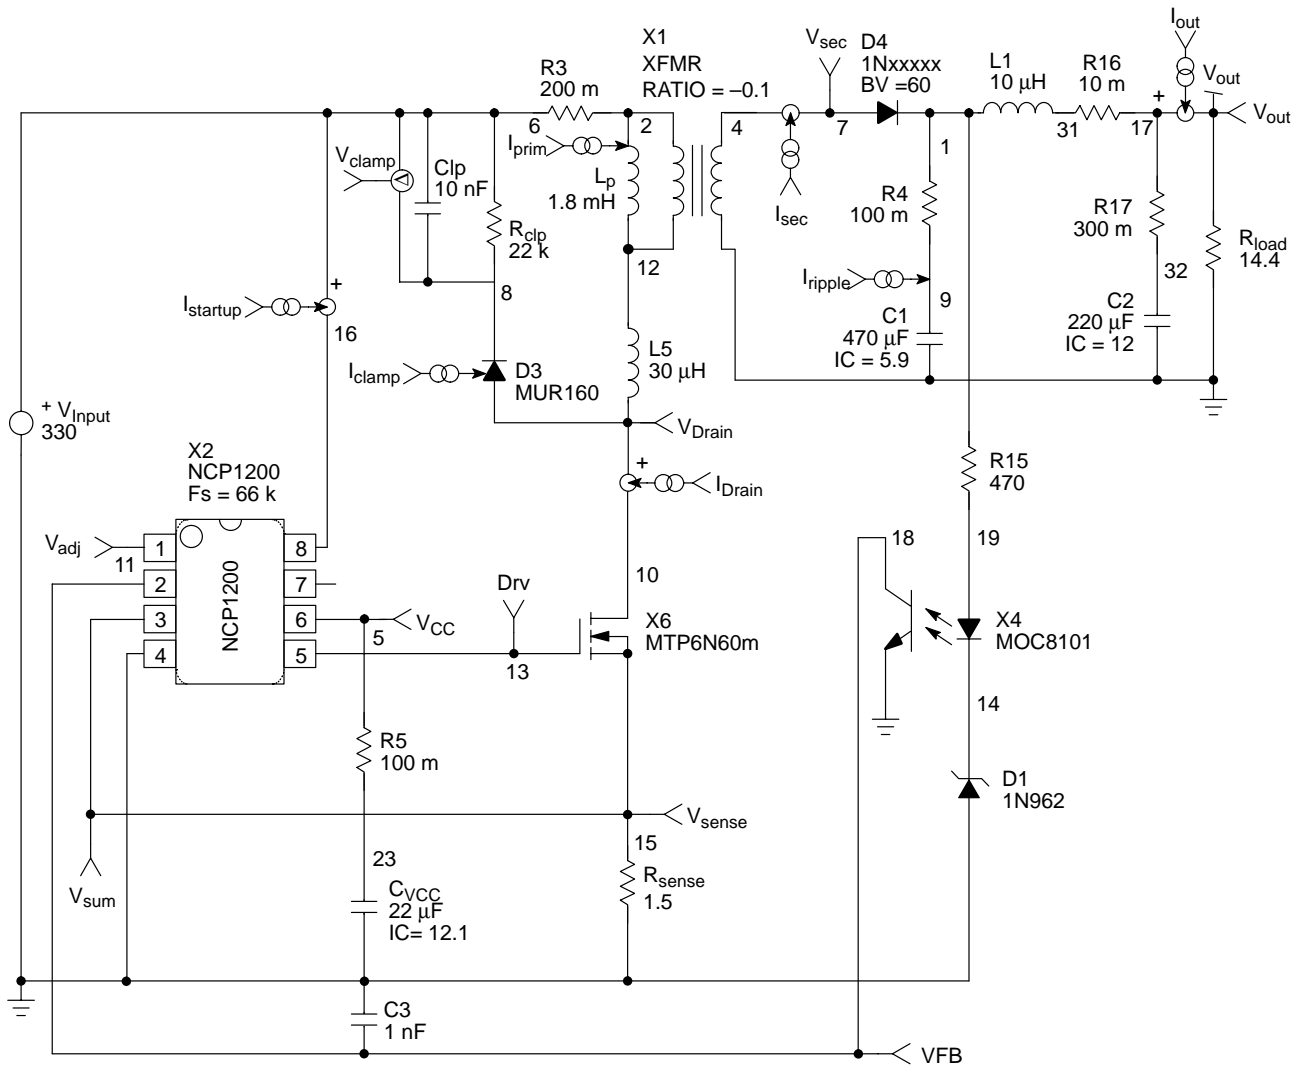 I_out
X1
XFMR
RATIO = –0.1
V_sec
D4
1Nxxxxx
BV =60
L1
10 μH
R16
10 m
V_out
R3
200 m
+
V_out
6
2
4
7
1
31
17
I_prim
V_clamp
Clp
10 nF
L_p
1.8 mH
I_sec
R4
100 m
R17
300 m
R_clp
22 k
R_load
14.4
12
8
I_ripple
9
32
+
I_startup
16
C1
470 μF
IC = 5.9
C2
220 μF
IC = 12
L5
30 μH
I_clamp
D3
MUR160
+ V_Input
330
V_Drain
X2
NCP1200
Fs = 66 k
+
I_Drain
R15
470
V_adj
11
1
8
2
7
3
6
4
5
NCP1200
18
19
10
Drv
V_CC
5
13
X6
MTP6N60m
X4
MOC8101
14
R5
100 m
D1
1N962
V_sense
15
23
V_sum
C_VCC
22 μF
IC= 12.1
R_sense
1.5
C3
1 nF
VFB